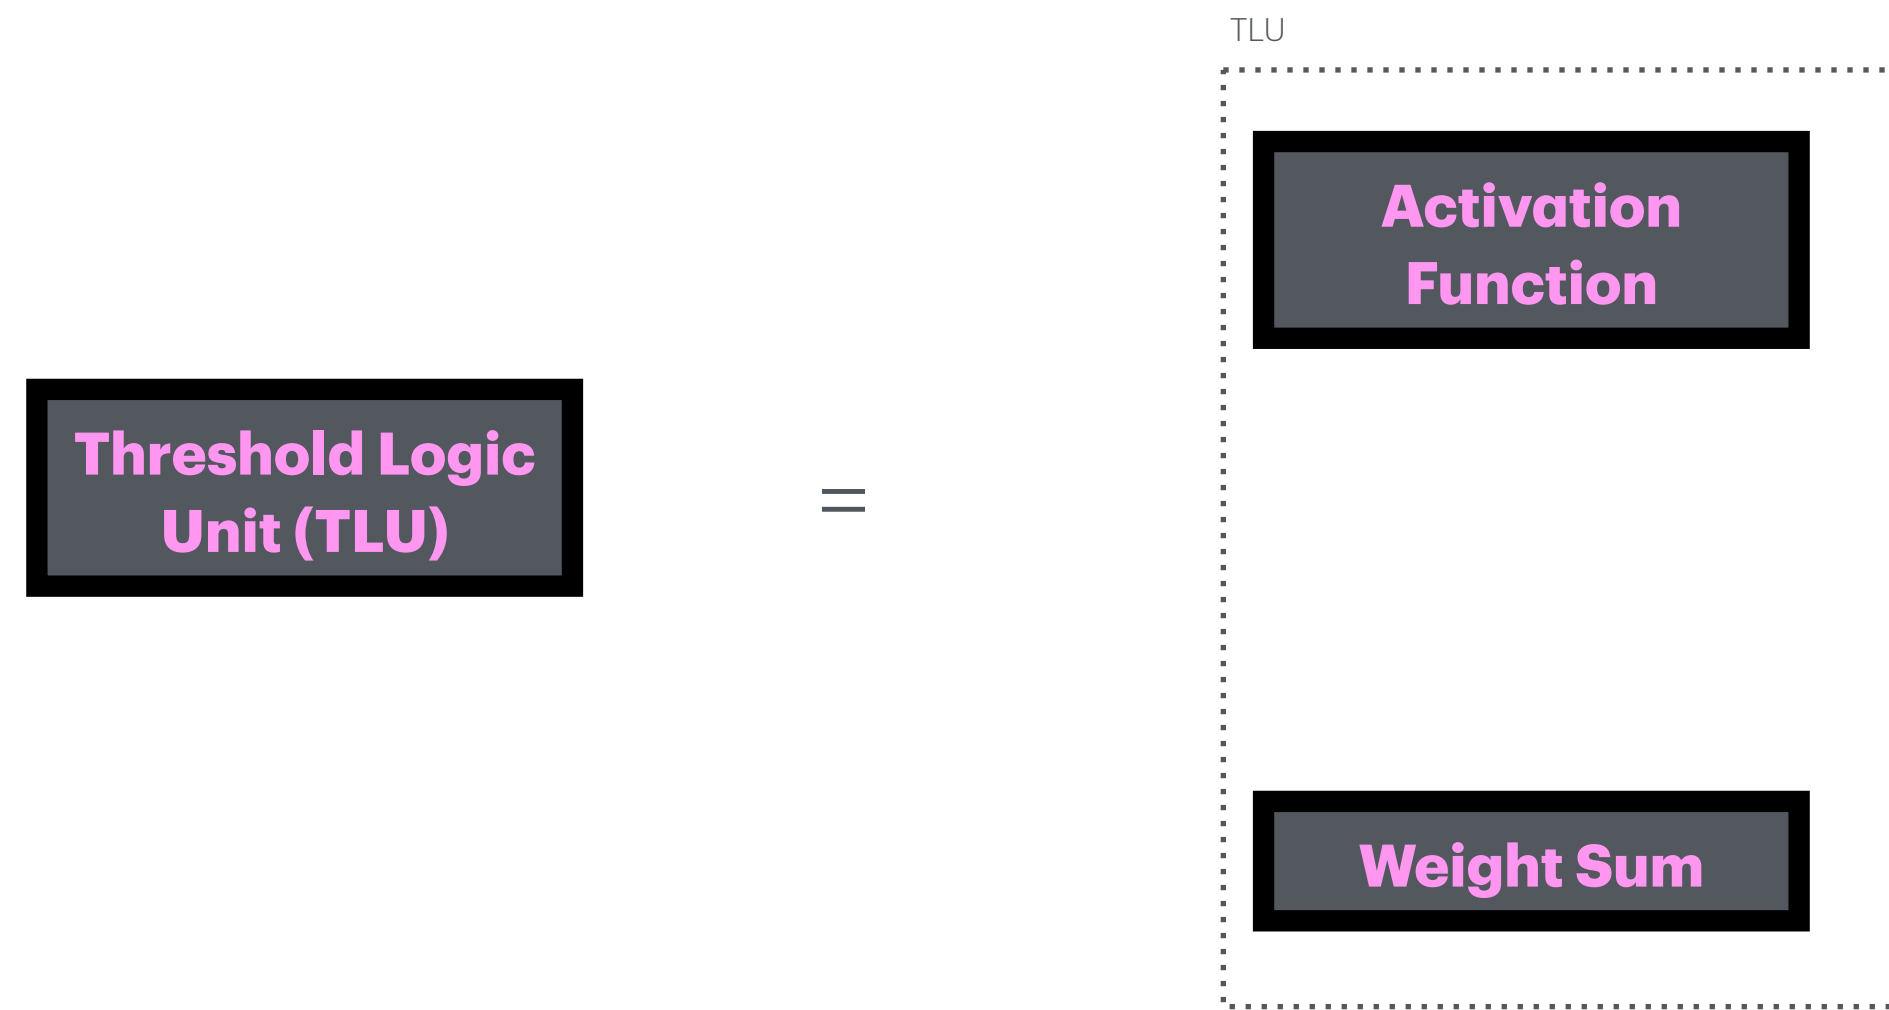 TLU
Activation
Function
Threshold Logic
Unit (TLU)
=
Weight Sum